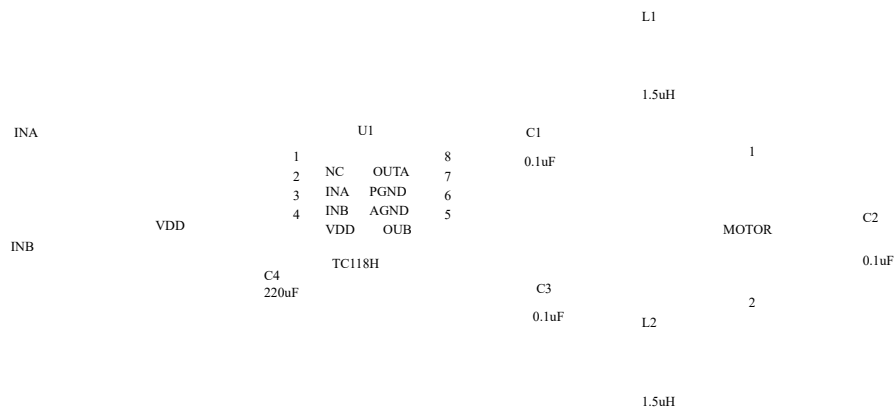 L1
1.5uH
INA
U1
C1
0.1uF
1
1 NC OUTA 8
2 INA PGND 7
3 INB AGND 6
4 VDD OUB 5
TC118H
VDD
INB
C4
220uF
MOTOR
C2
0.1uF
C3
0.1uF
2
L2
1.5uH